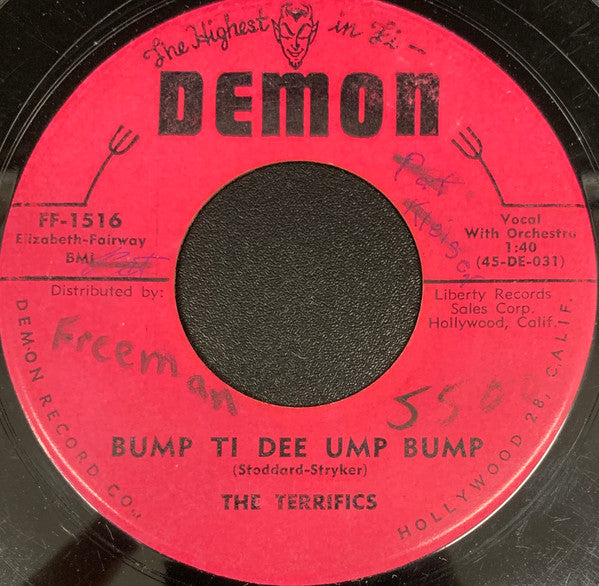 The Highest in Fi-
DEMON
FF-1516
Elizabeth-Fairway
BMI
Distributed by:
Pat
Vocal
With Orchestra
1:40
(45-DE-031)
Liberty Records
Sales Corp.
Hollywood, Calif.
Freeman
BUMP TI DEE UMP BUMP
(Stoddard-Stryker)
THE TERRIFICS
DEMON RECORD CO.,
HOLLYWOOD 28, CALIF.